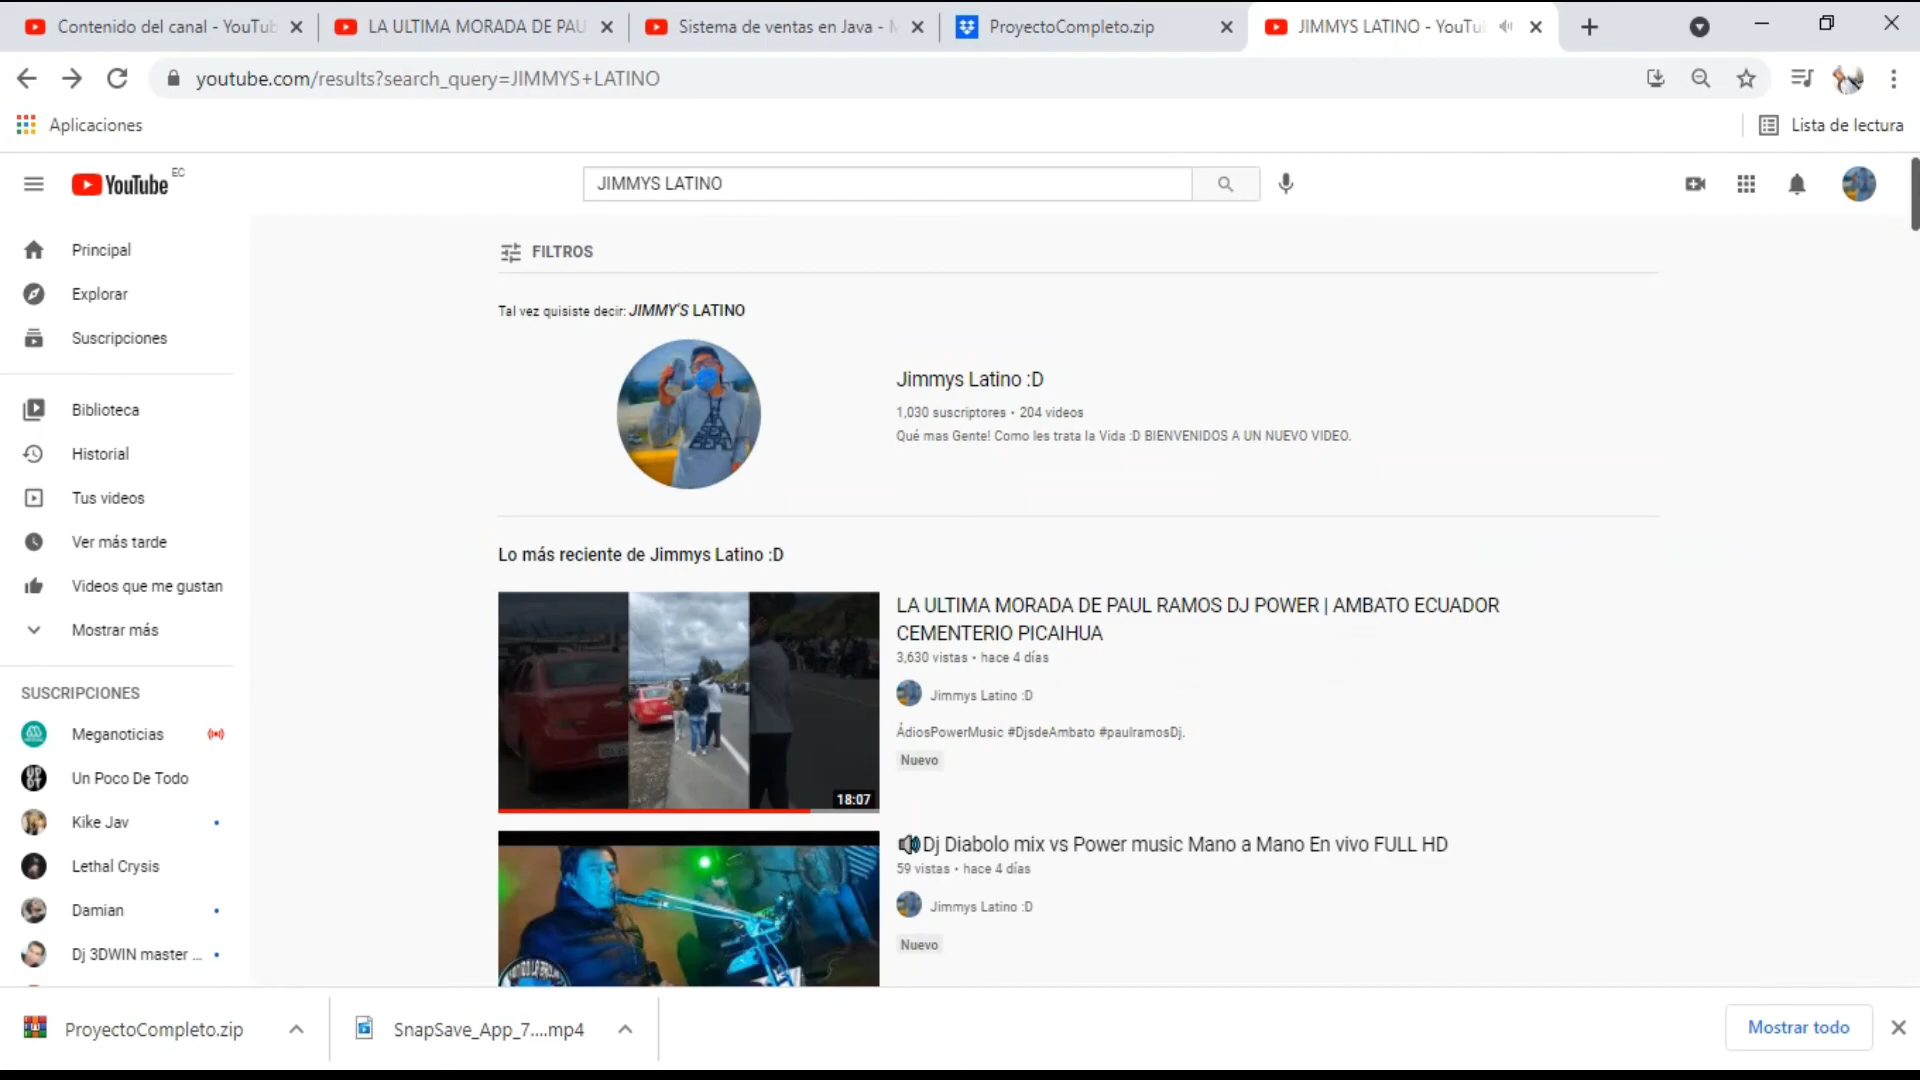 Contenido del canal - YouTub
LA ULTIMA MORADA DE PAU
Sistema de ventas en Java - M
ProyectoCompleto.zip
JIMMYS LATINO - YouTu
youtube.com/results?search_query=JIMMYS+LATINO
Aplicaciones
Lista de lectura
YouTube EC
JIMMYS LATINO
Principal
Explorar
Suscripciones
Biblioteca
Historial
Tus videos
Ver más tarde
Videos que me gustan
Mostrar más
SUSCRIPCIONES
Meganoticias
Un Poco De Todo
Kike Jav
Lethal Crysis
Damian
Dj 3DWIN master ...
FILTROS
Tal vez quisiste decir: JIMMY'S LATINO
Jimmys Latino :D
1,030 suscriptores • 204 videos
Qué mas Gente! Como les trata la Vida :D BIENVENIDOS A UN NUEVO VIDEO.
Lo más reciente de Jimmys Latino :D
18:07
LA ULTIMA MORADA DE PAUL RAMOS DJ POWER | AMBATO ECUADOR
CEMENTERIO PICAIHUA
3,630 vistas • hace 4 días
Jimmys Latino :D
ÁdiosPowerMusic #DjsdeAmbato #paulramosDj.
Nuevo
🔊Dj Diabolo mix vs Power music Mano a Mano En vivo FULL HD
59 vistas • hace 4 días
Jimmys Latino :D
Nuevo
ProyectoCompleto.zip
SnapSave_App_7....mp4
Mostrar todo